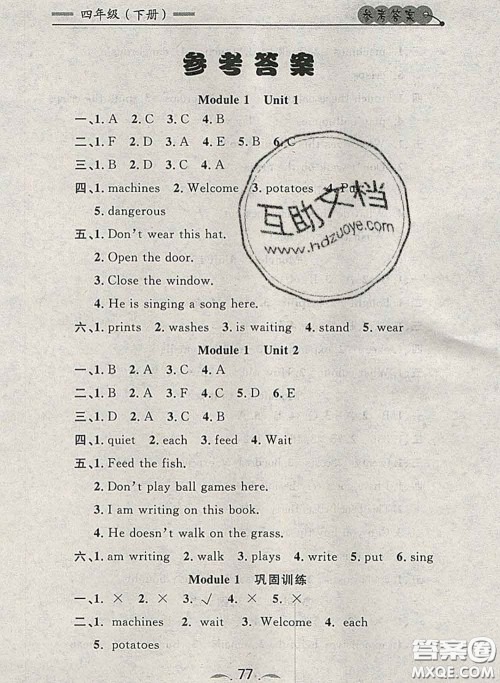 四年级(下册)
参考答案
参考答案
Module 1 Unit 1
一、1. A 2. C 3. C 4. B
二、1. F 2. D 3. A 4. E 5. B 6. C
三、1. D 2. B 3. C 4. A
四、1. machines 2. Welcome 3. potatoes 4.
5. dangerous
五、1. Don't wear this hat.
2. Open the door.
3. Close the window.
4. He is singing a song here.
六、1. prints 2. washes 3. is waiting 4. stand 5. wear
Module 1 Unit 2
一、1. B 2. A 3. C 4. A
二、1. B 2. A 3. F 4. C 5. D 6. E
三、1. D 2. A 3. C 4. B
四、1. quiet 2. each 3. feed 4. Wait
五、1. Feed the fish.
2. Don't play ball games here.
3. I am writing on this book.
4. He doesn't walk on the grass.
六、1. am writing 2. walk 3. plays 4. write 5. put 6. sing
Module 1 巩固训练
一、1. × 2. × 3. √ 4. × 5. ×
二、1. machines 2. wait 3. Welcome 4. each
5. potatoes
77
互助文档
www.hdzuoye.com
答案圈
MXQE.COM